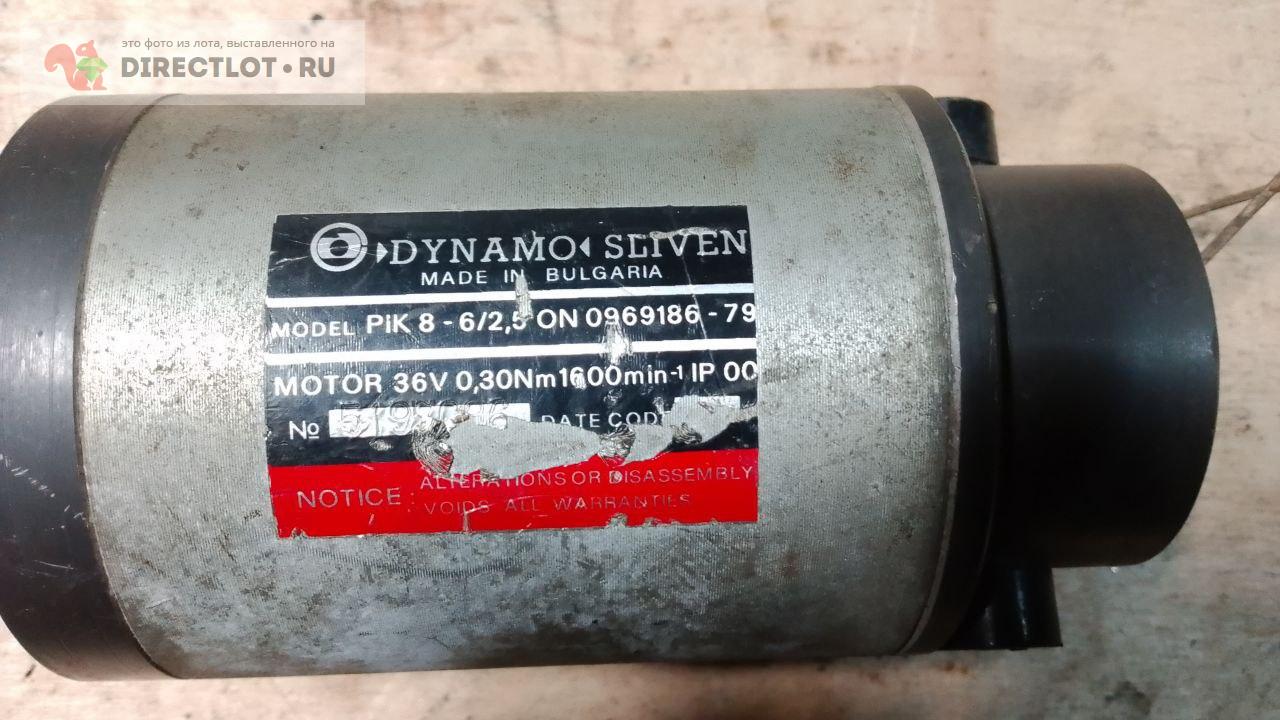 это фото из лота, выставленного на
DIRECTLOT•RU
DYNAMO SLIVEN
MADE IN BULGARIA
MODEL PiK 8 - 6/2,5 ON 0969186 - 79
MOTOR 36V 0,30Nm 1600min-1 IP 00
№ DATE CODE
NOTICE: ALTERATIONS OR DISASSEMBLY
VOIDS ALL WARRANTIES